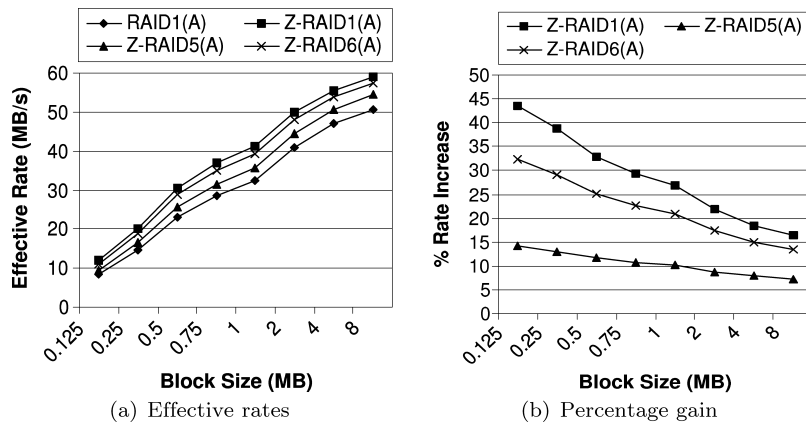 RAID1(A) Z-RAID1(A)
Z-RAID5(A) Z-RAID6(A)
Effective Rate (MB/s)
60
50
40
30
20
10
0
0.125 0.25 0.5 0.75 1 2 4 8
Block Size (MB)
(a) Effective rates
Z-RAID1(A) Z-RAID5(A)
Z-RAID6(A)
% Rate Increase
50
45
40
35
30
25
20
15
10
5
0
0.125 0.25 0.5 0.75 1 2 4 8
Block Size (MB)
(b) Percentage gain